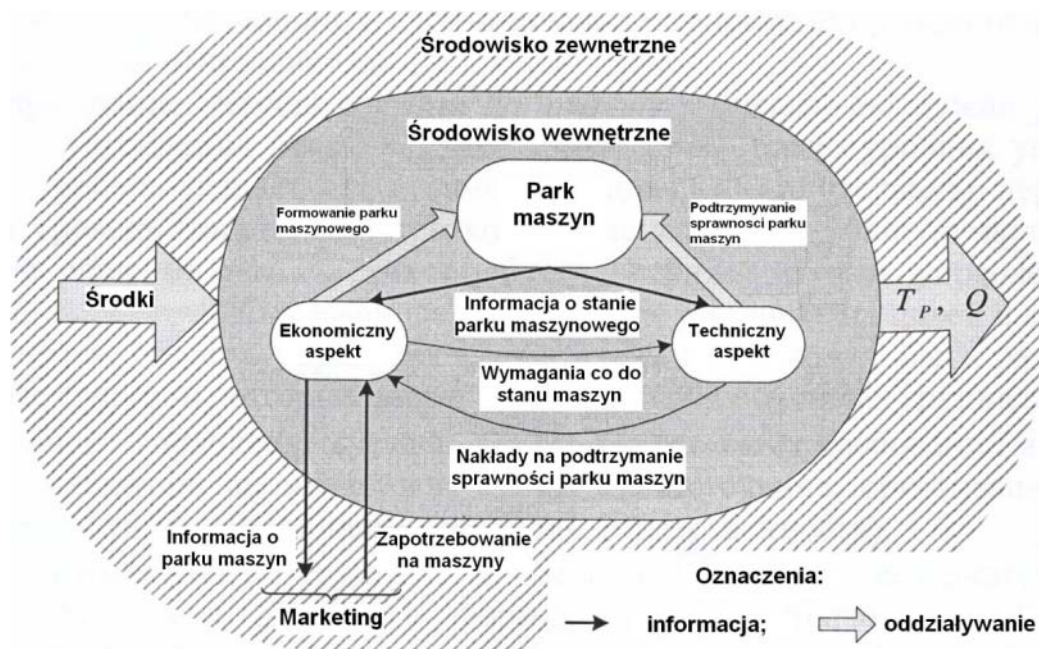 Środowisko zewnętrzne
Środowisko wewnętrzne
Park
maszyn
Formowanie parku
maszynowego
Podtrzymywanie
sprawności parku
maszyn
Środki
Informacja o stanie
parku maszynowego
Ekonomiczny
aspekt
Techniczny
aspekt
T_P, Q
Wymagania co do
stanu maszyn
Nakłady na podtrzymanie
sprawności parku maszyn
Informacja o
parku maszyn
Zapotrzebowanie
na maszyny
Marketing
Oznaczenia:
informacja;
oddziaływanie